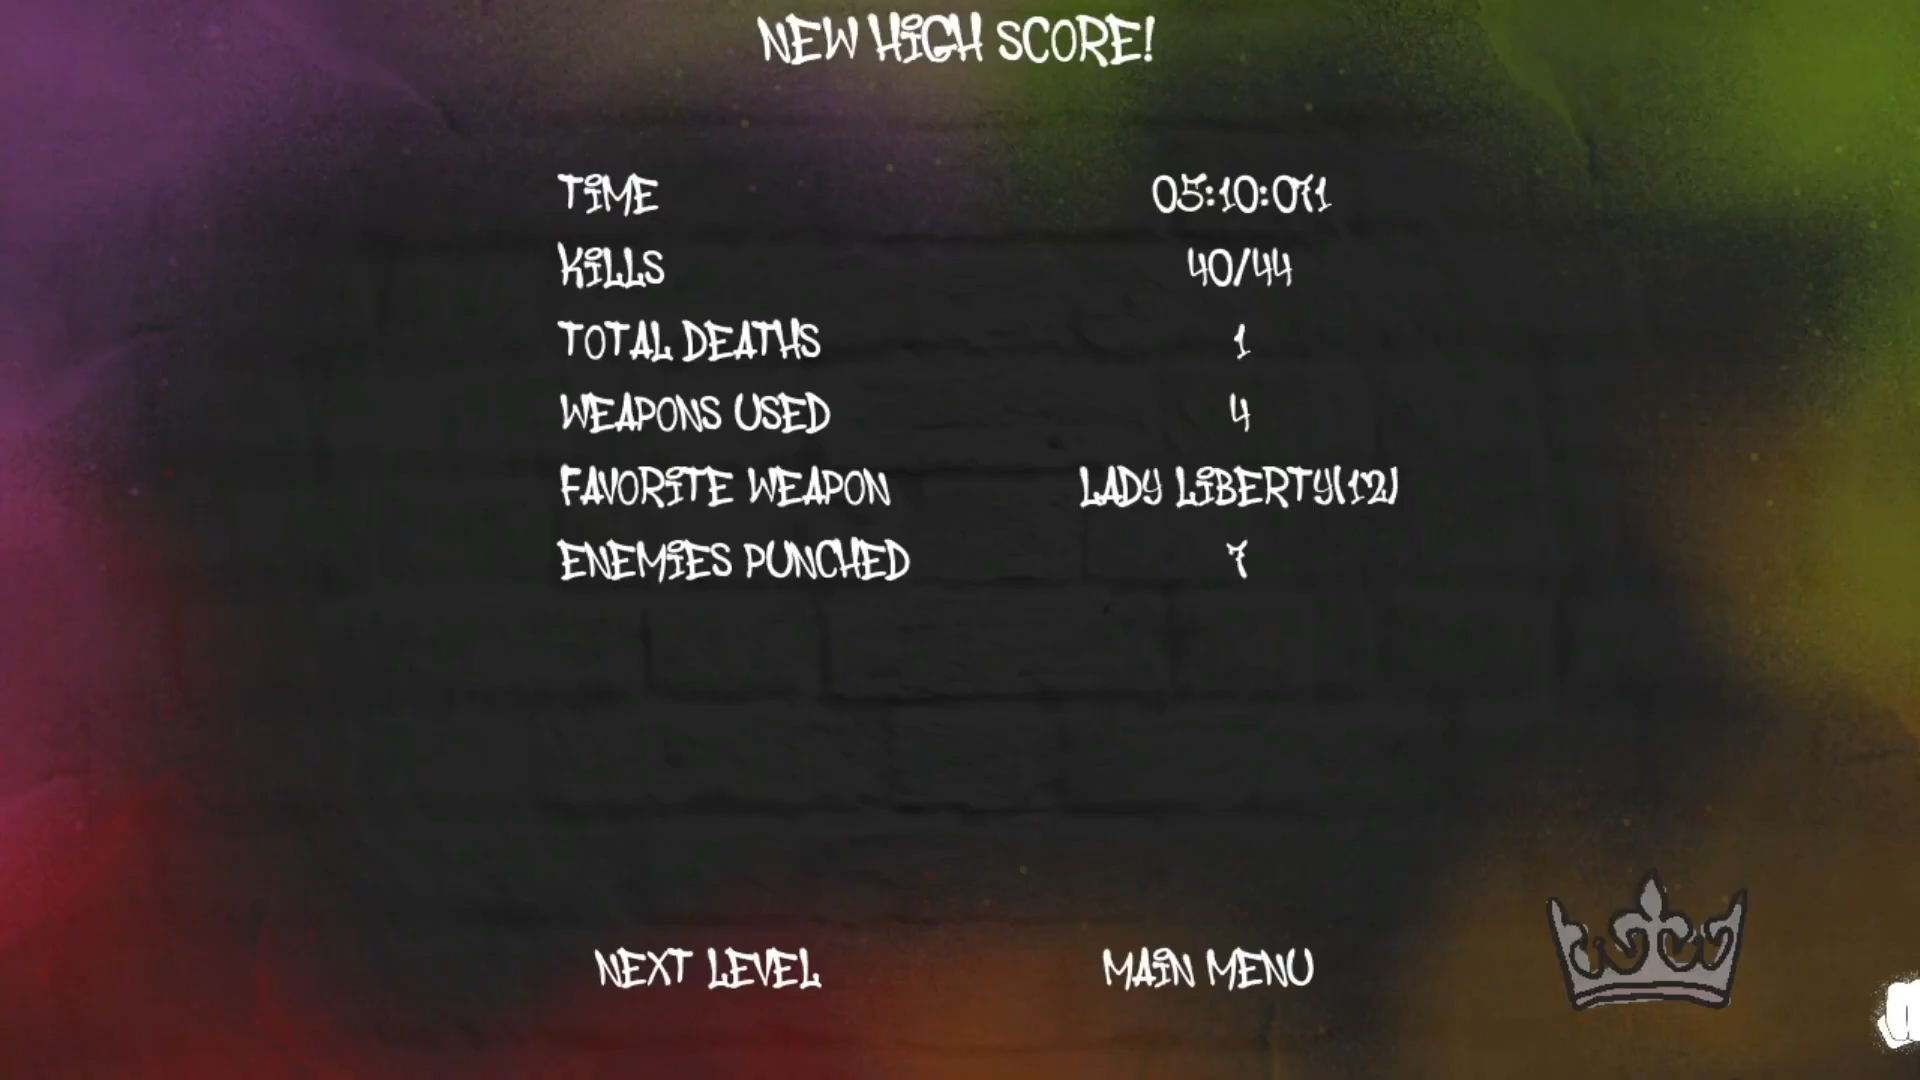 NEW HIGH SCORE!
TIME 05:10:071
KILLS 40/44
TOTAL DEATHS 1
WEAPONS USED 4
FAVORITE WEAPON LADY LIBERTY(12)
ENEMIES PUNCHED 7
NEXT LEVEL MAIN MENU